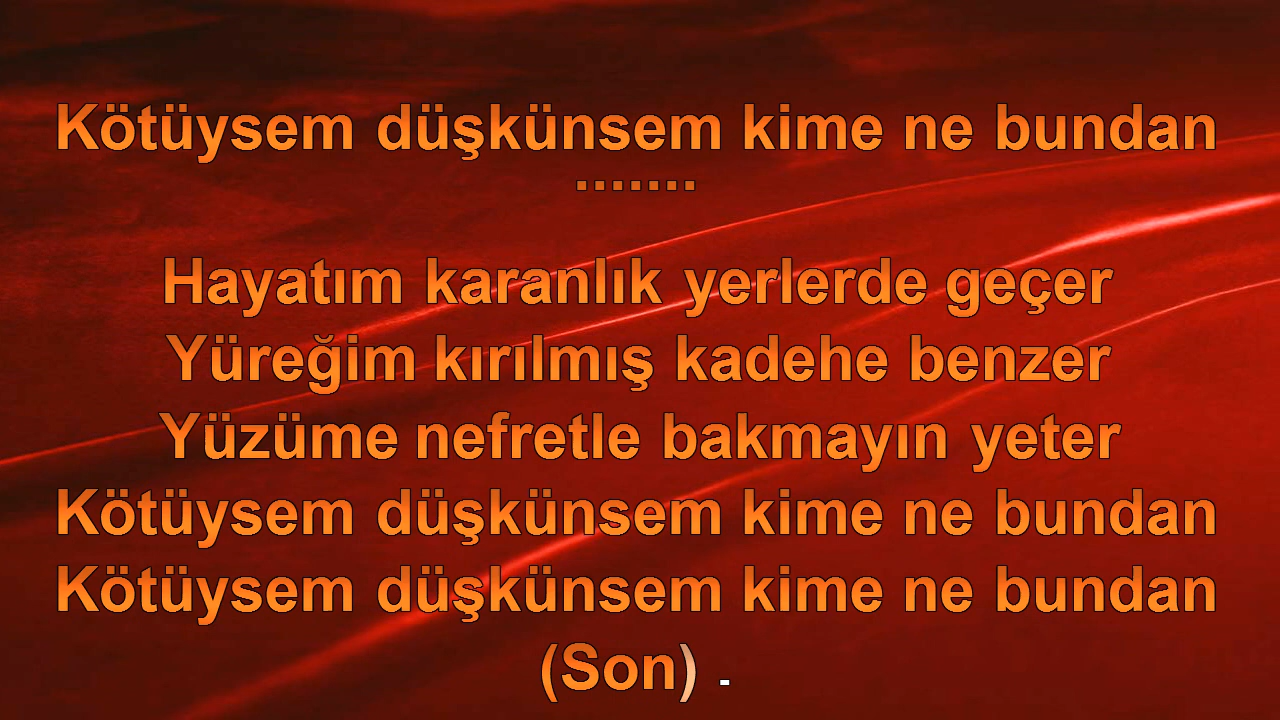 Kötüysem düşkünsem kime ne bundan
.......
Hayatım karanlık yerlerde geçer
Yüreğim kırılmış kadehe benzer
Yüzüme nefretle bakmayın yeter
Kötüysem düşkünsem kime ne bundan
Kötüysem düşkünsem kime ne bundan
(Son) -